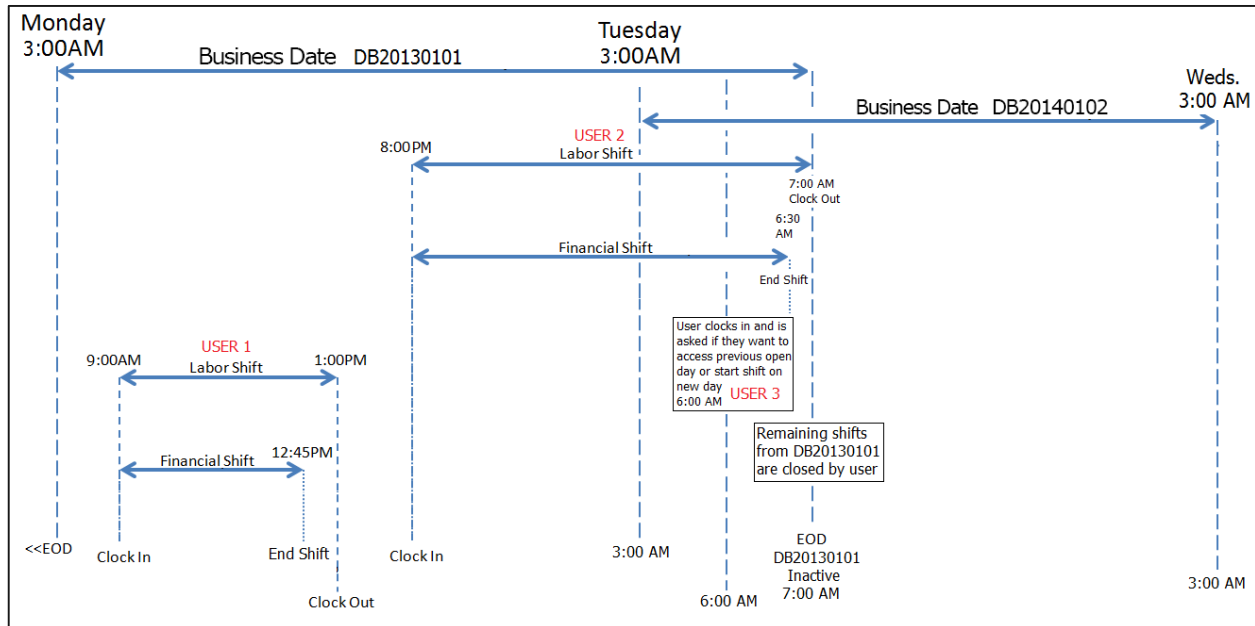 Monday
3:00AM
Business Date DB20130101
Tuesday
3:00AM
Weds.
3:00 AM
Business Date DB20140102
USER 2
8:00PM
Labor Shift
7:00 AM
Clock Out
6:30
AM
Financial Shift
End Shift
User clocks in and is
asked if they want to
access previous open
day or start shift on
new day
6:00 AM USER 3
USER 1
9:00AM
Labor Shift
1:00PM
Remaining shifts
from DB20130101
are closed by user
Financial Shift
12:45PM
<<EOD
Clock In
End Shift
Clock In
3:00 AM
EOD
DB20130101
Inactive
7:00 AM
3:00 AM
Clock Out
6:00 AM